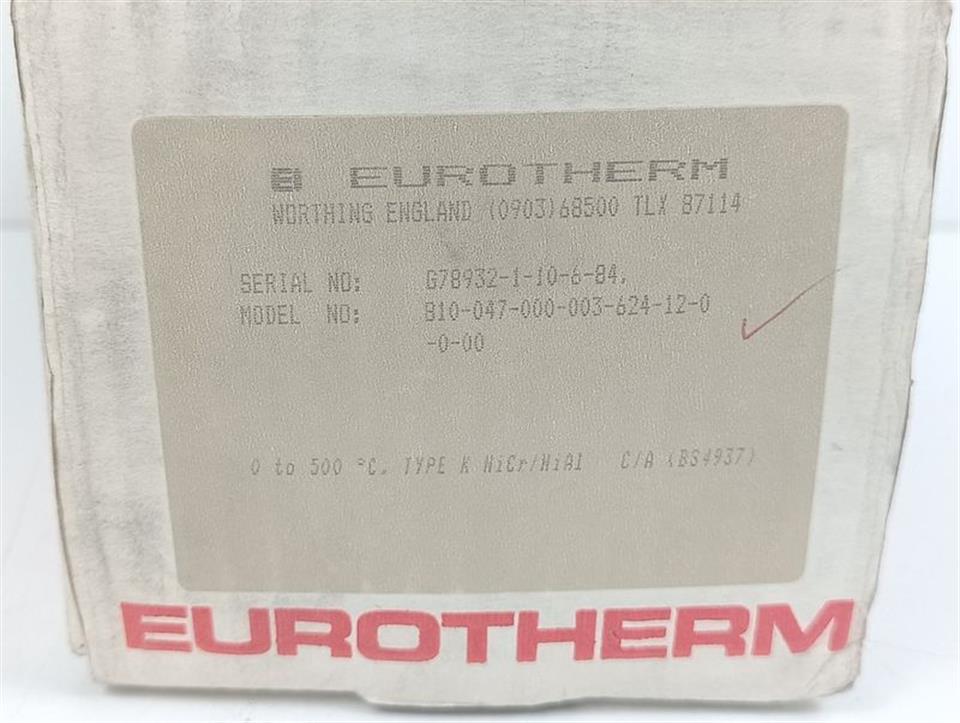 EUROTHERM
WORTHING ENGLAND (0903)68500 TLX 87114
SERIAL NO: G78932-1-10-6-84,
MODEL NO: 810-047-000-003-624-12-0
-0-00
0 to 500 °C. TYPE K NiCr/NiAl C/A (BS4937)
EUROTHERM